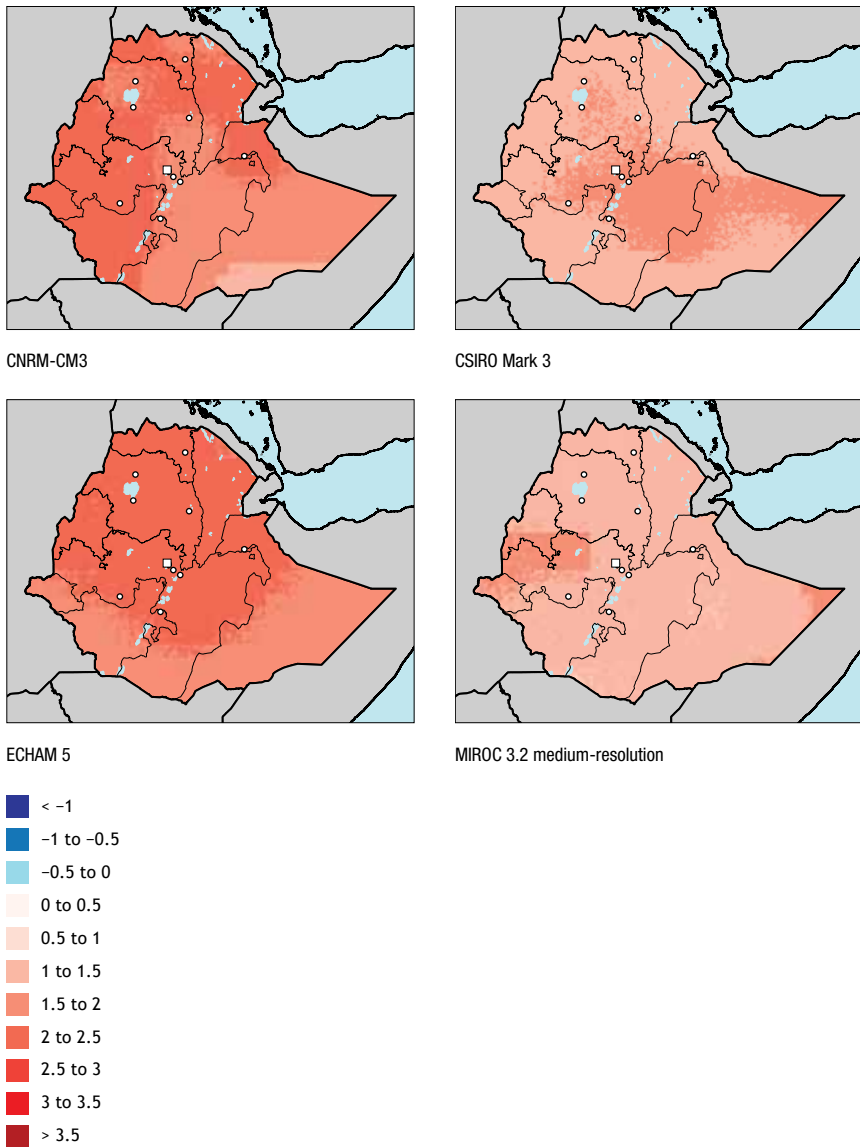 CNRM-CM3
CSIRO Mark 3
ECHAM 5
MIROC 3.2 medium-resolution
< −1
−1 to −0.5
−0.5 to 0
0 to 0.5
0.5 to 1
1 to 1.5
1.5 to 2
2 to 2.5
2.5 to 3
3 to 3.5
> 3.5